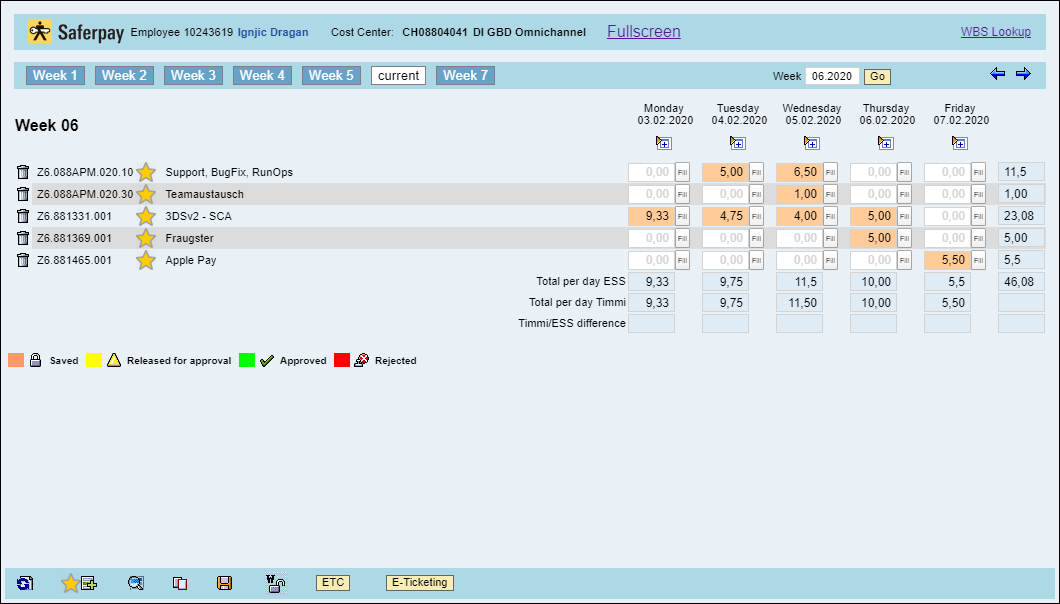 Saferpay Employee 10243619 Ignjic Dragan Cost Center: CH08804041 DI GBD Omnichannel Fullscreen WBS Lookup
Week 1 Week 2 Week 3 Week 4 Week 5 current Week 7 Week 06.2020 Go
Monday Tuesday Wednesday Thursday Friday
03.02.2020 04.02.2020 05.02.2020 06.02.2020 07.02.2020
Week 06
Z6.088APM.020.10 Support, BugFix, RunOps 0,00 Fill 5,00 Fill 6,50 Fill 0,00 Fill 0,00 Fill 11,5
Z6.088APM.020.30 Teamaustausch 0,00 Fill 0,00 Fill 1,00 Fill 0,00 Fill 0,00 Fill 1,00
Z6.881331.001 3DSv2 - SCA 9,33 Fill 4,75 Fill 4,00 Fill 5,00 Fill 0,00 Fill 23,08
Z6.881369.001 Fraugster 0,00 Fill 0,00 Fill 0,00 Fill 5,00 Fill 0,00 Fill 5,00
Z6.881465.001 Apple Pay 0,00 Fill 0,00 Fill 0,00 Fill 0,00 Fill 5,50 Fill 5,5
Total per day ESS 9,33 9,75 11,5 10,00 5,5 46,08
Total per day Timmi 9,33 9,75 11,50 10,00 5,50
Timmi/ESS difference
Saved Released for approval Approved Rejected
W ETC E-Ticketing